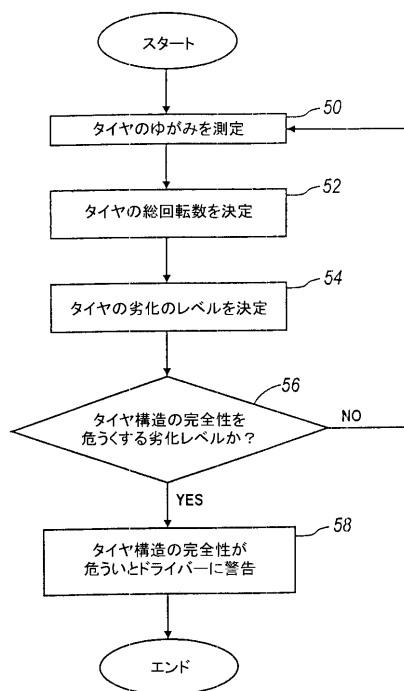 スタート
50
タイヤのゆがみを測定
52
タイヤの総回転数を決定
54
タイヤの劣化のレベルを決定
56
タイヤ構造の完全性を
危うくする劣化レベルか？
NO
YES
58
タイヤ構造の完全性が
危ういとドライバーに警告
エンド